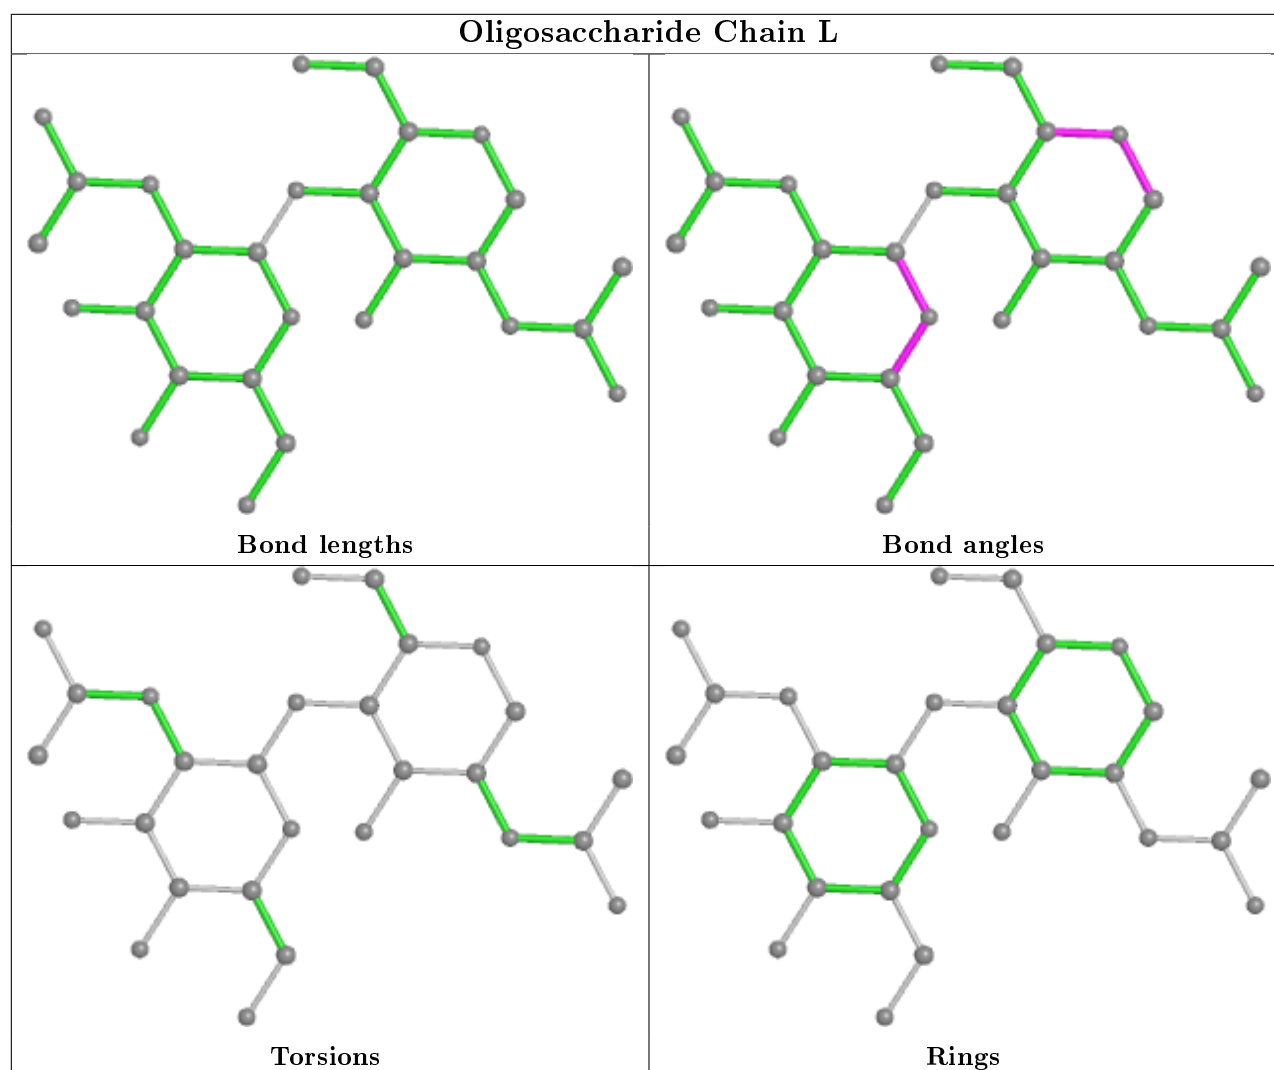 Oligosaccharide Chain L
Bond lengths
Bond angles
Torsions
Rings